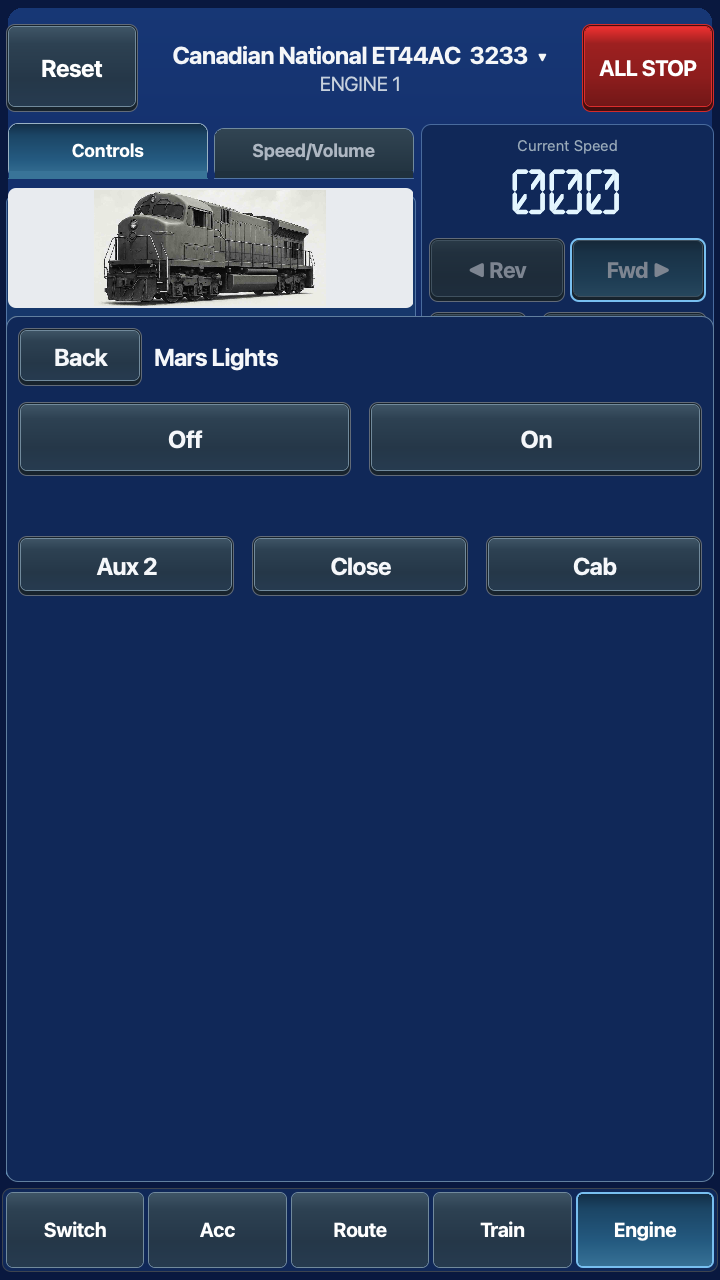 Reset
Canadian National ET44AC 3233 ▼
ENGINE 1
ALL STOP
Controls
Speed/Volume
Current Speed
000
◀ Rev
Fwd ▶
Back
Mars Lights
Off
On
Aux 2
Close
Cab
Switch
Acc
Route
Train
Engine